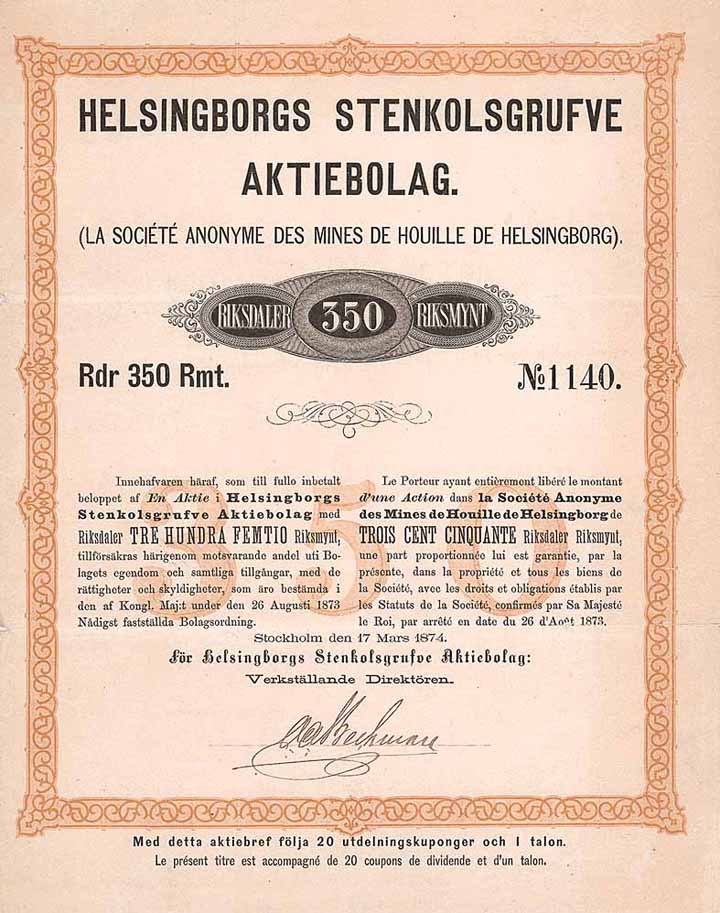 HELSINGBORGS STENKOLSGRUFVE
AKTIEBOLAG.
(LA SOCIÉTÉ ANONYME DES MINES DE HOUILLE DE HELSINGBORG).
RIKSDALER 350 RIKSMYNT
Rdr 350 Rmt.
№ 1140.
350
Innehafvaren häraf, som till fullo inbetalt
beloppet af En Aktie i Helsingborgs
Stenkolsgrufve Aktiebolag med
Riksdaler TRE HUNDRA FEMTIO Riksmynt,
tillförsäkras härigenom motsvarande andel uti Bo-
lagets egendom och samtliga tillgångar, med de
rättigheter och skyldigheter, som äro bestämda i
den af Kongl. Maj:t under den 26 Augusti 1873
Nådigst fastställda Bolagsordning.
Le Porteur ayant entièrement libéré le montant
d'une Action dans la Société Anonyme
des Mines de Houille de Helsingborg de
TROIS CENT CINQUANTE Riksdaler Riksmynt,
une part proportionnée lui est garantie, par la
présente, dans la propriété et tous les biens de
la Société, avec les droits et obligations établis par
les Statuts de la Société, confirmés par Sa Majesté
le Roi, par arrêté en date du 26 d'Août 1873.
Stockholm den 17 Mars 1874.
För Helsingborgs Stenkolsgrufve Aktiebolag:
Verkställande Direktören.
Med detta aktiebref följa 20 utdelningskuponger och 1 talon.
Le présent titre est accompagné de 20 coupons de dividende et d'un talon.